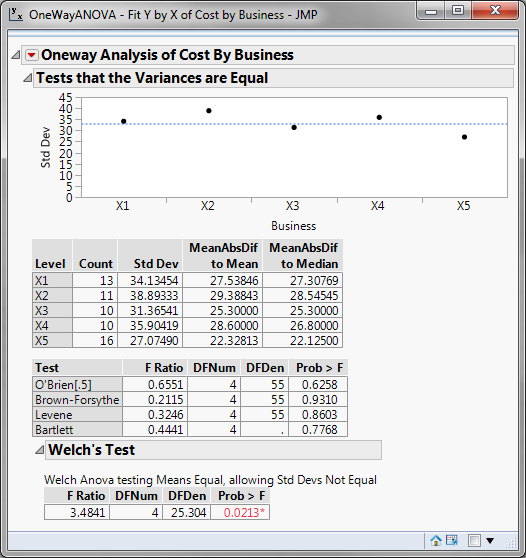 OneWayANOVA - Fit Y by X of Cost by Business - JMP
Oneway Analysis of Cost By Business
Tests that the Variances are Equal
45
40
35
30
25
20
15
10
5
0
Std Dev
X1 X2 X3 X4 X5
Business
Level Count Std Dev MeanAbsDif to Mean MeanAbsDif to Median
X1 13 34.13454 27.53846 27.30769
X2 11 38.89333 29.38843 28.54545
X3 10 31.36541 25.30000 25.30000
X4 10 35.90419 28.60000 26.80000
X5 16 27.07490 22.32813 22.12500
Test F Ratio DFNum DFDen Prob > F
O'Brien[.5] 0.6551 4 55 0.6258
Brown-Forsythe 0.2115 4 55 0.9310
Levene 0.3246 4 55 0.8603
Bartlett 0.4441 4 . 0.7768
Welch's Test
Welch Anova testing Means Equal, allowing Std Devs Not Equal
F Ratio DFNum DFDen Prob > F
3.4841 4 25.304 0.0213*